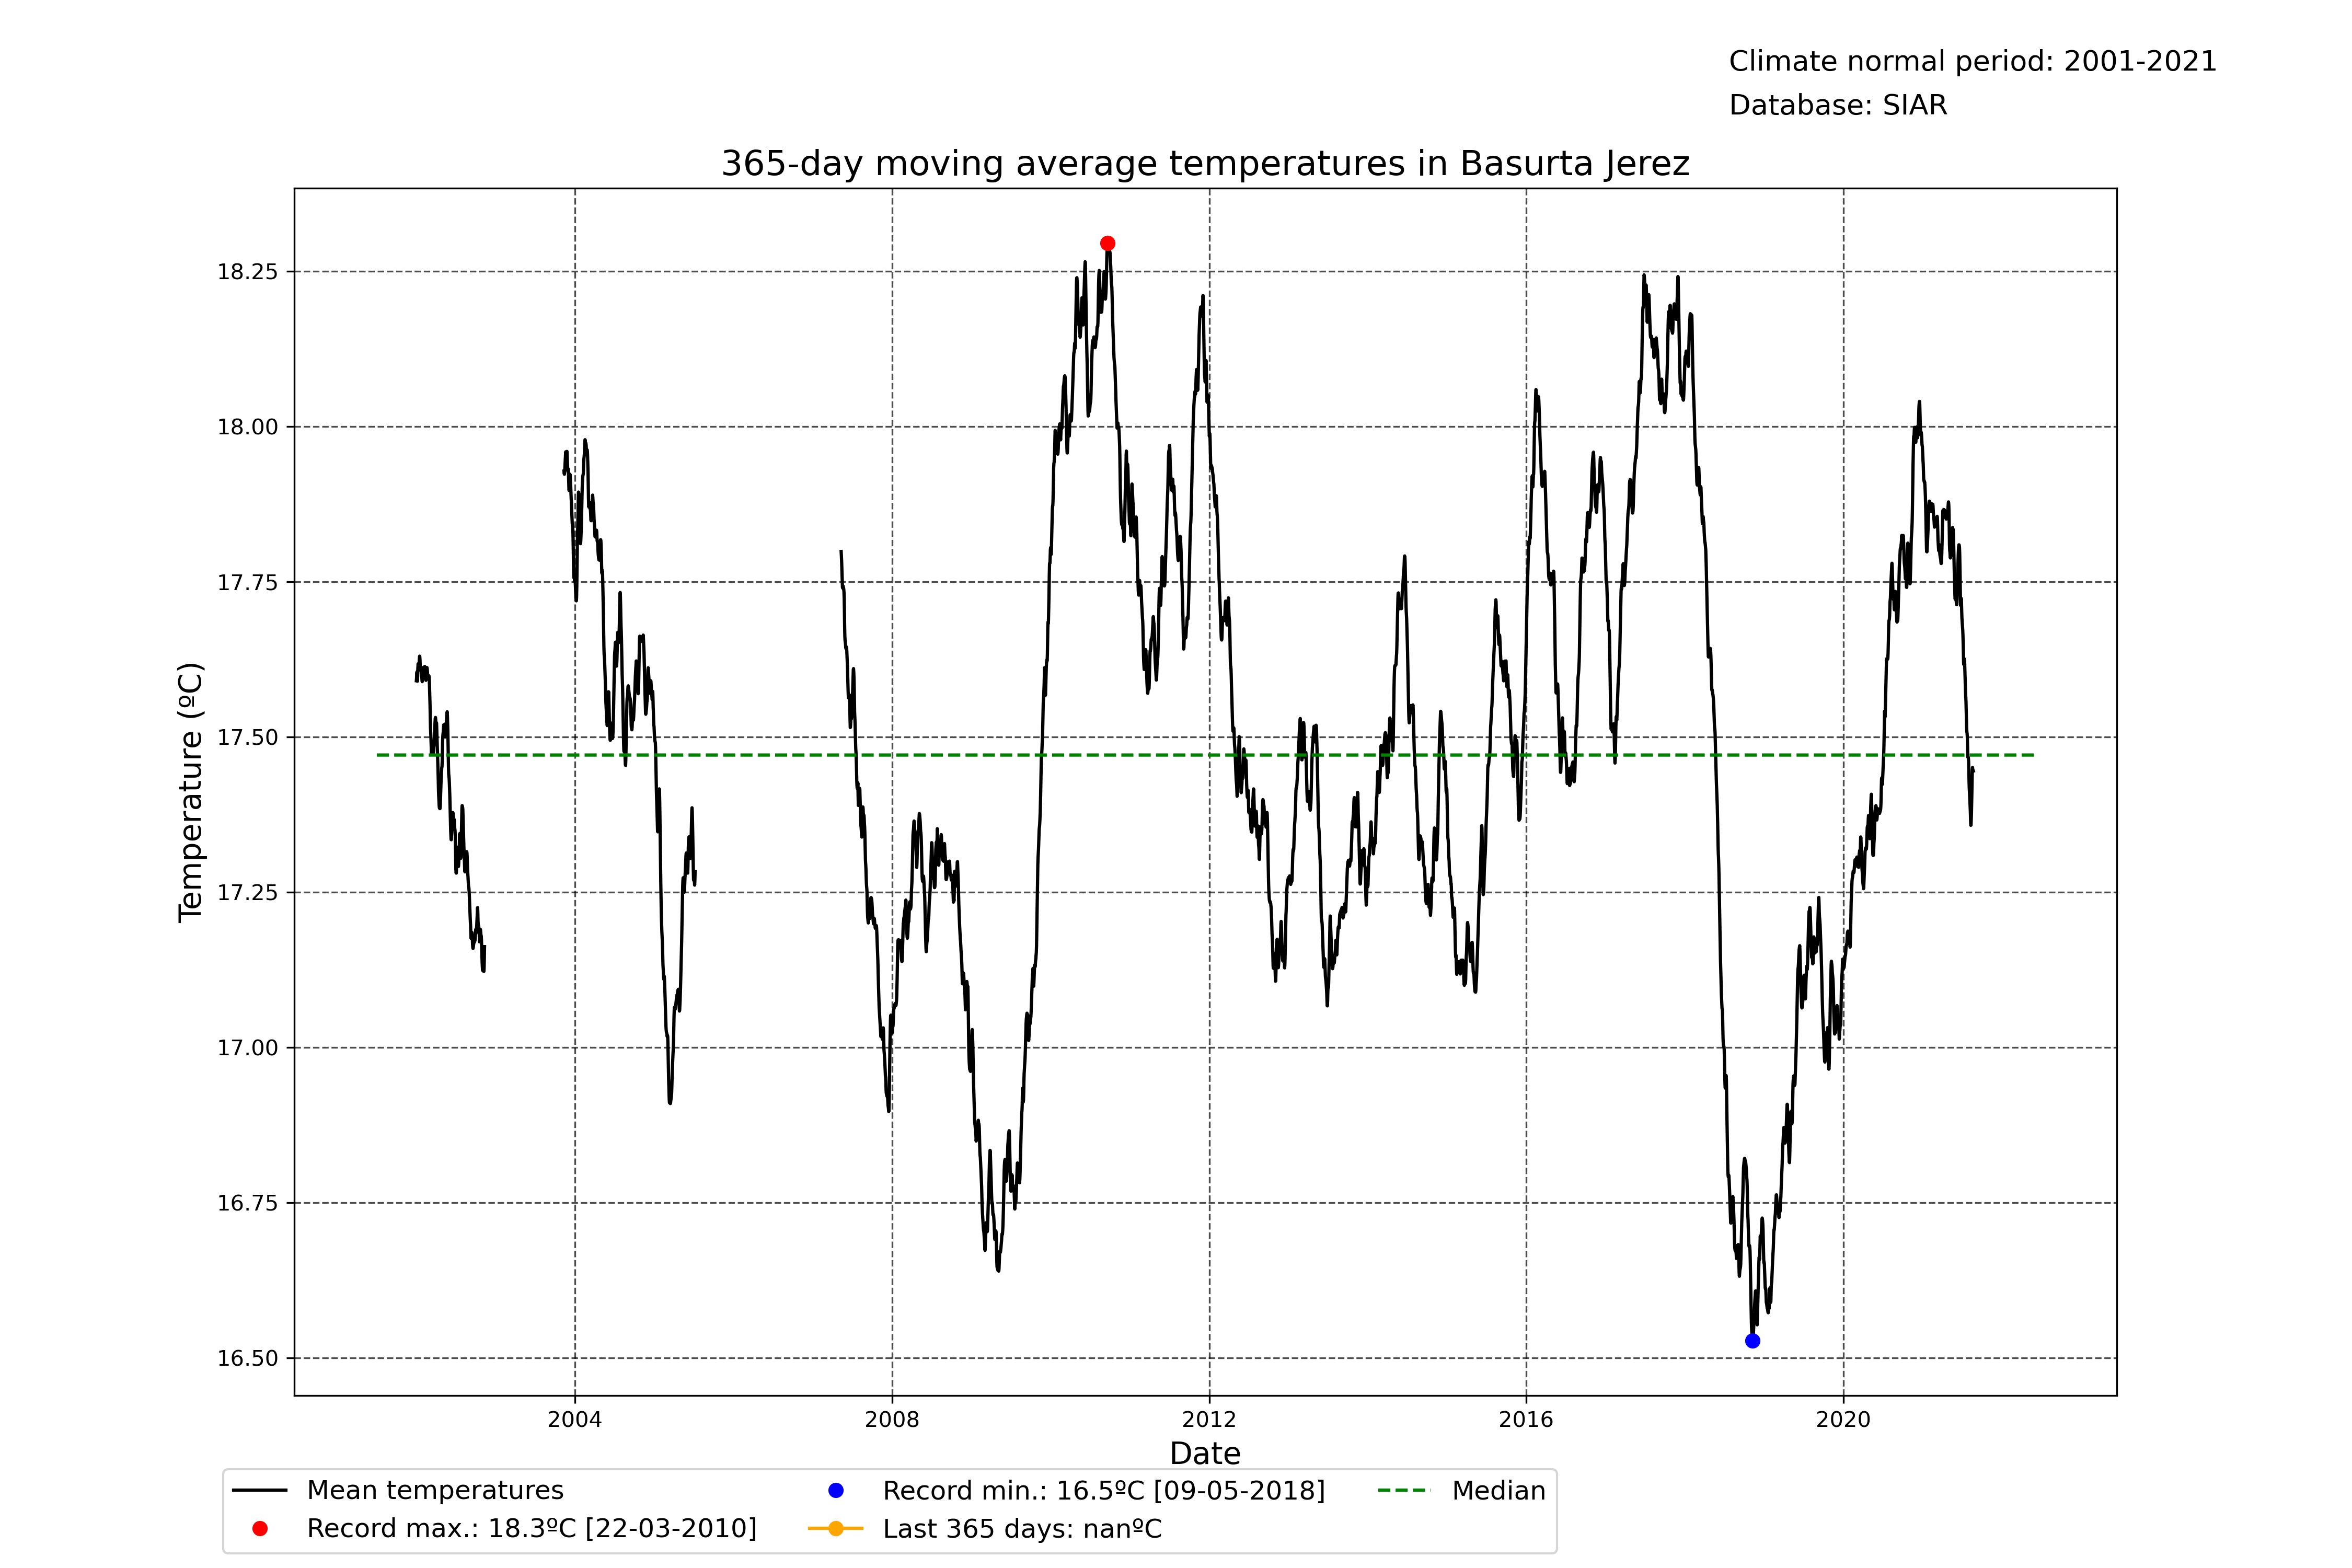 Climate normal period: 2001-2021
Database: SIAR
365-day moving average temperatures in Basurta Jerez
Temperature (ºC)
18.25
18.00
17.75
17.50
17.25
17.00
16.75
16.50
2004
2008
2012
2016
2020
Date
Mean temperatures
Record max.: 18.3ºC [22-03-2010]
Record min.: 16.5ºC [09-05-2018]
Last 365 days: nanºC
Median